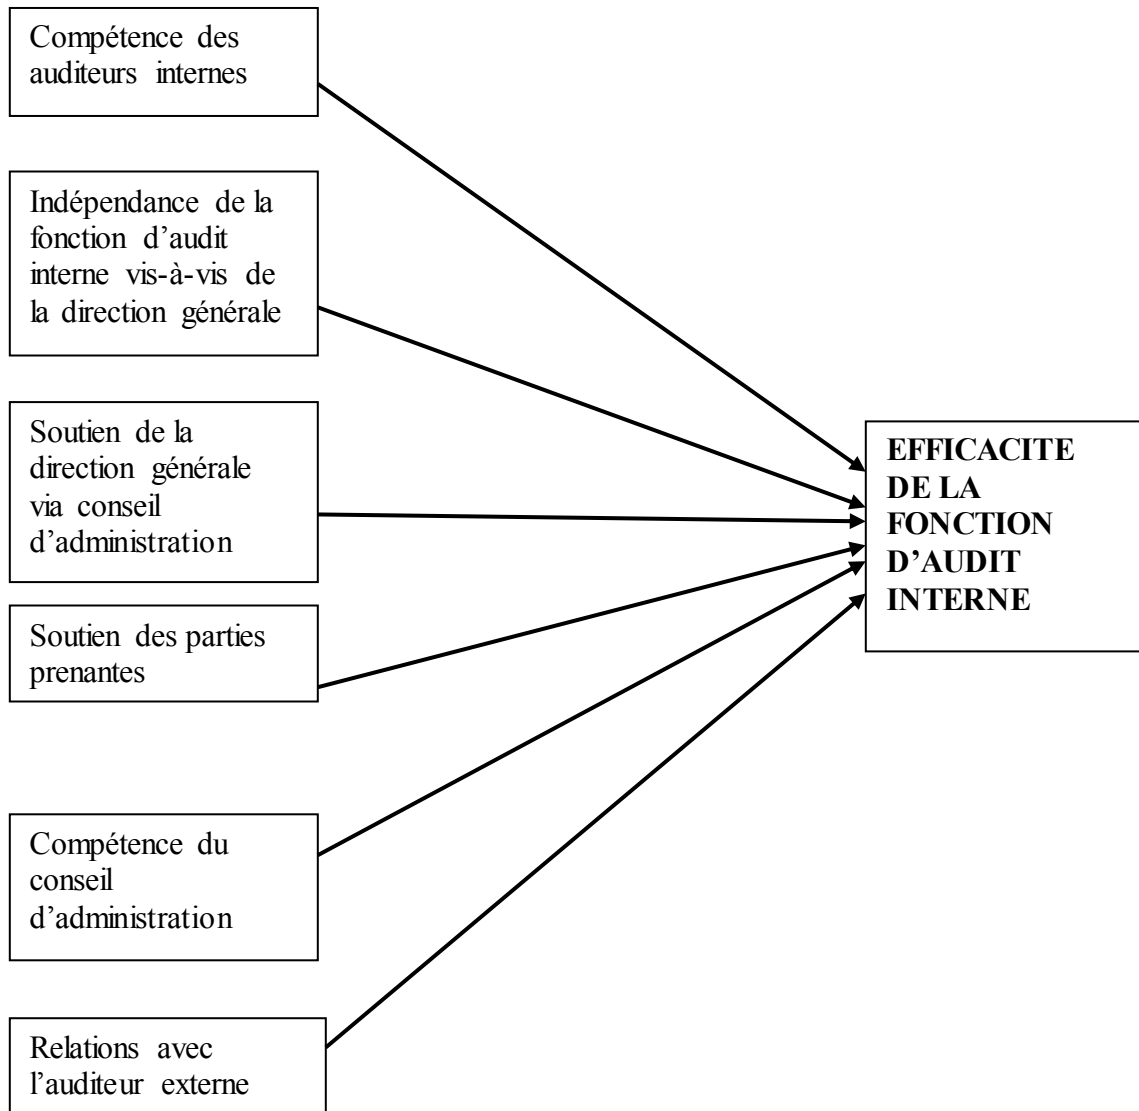 Compétence des
auditeurs internes
Indépendance de la
fonction d’audit
interne vis-à-vis de
la direction générale
Soutien de la
direction générale
via conseil
d’administration
Soutien des parties
prenantes
Compétence du
conseil
d’administration
Relations avec
l’auditeur externe
EFFICACITE
DE LA
FONCTION
D’AUDIT
INTERNE